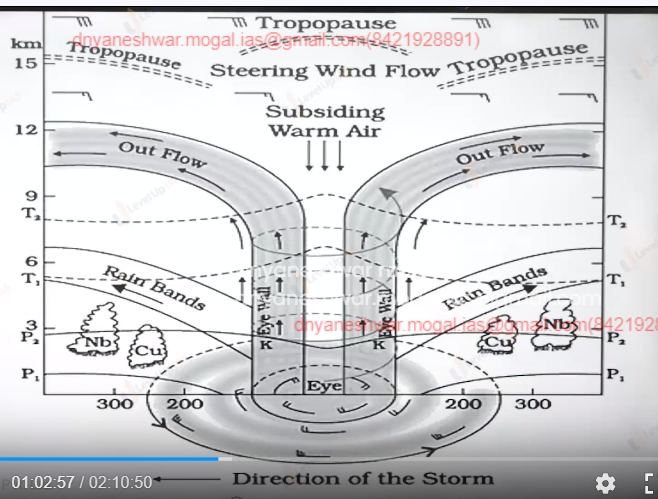 Tropopause
dnyaneshwar.mogal.ias@gmail.com(8421928891)
km
Tropopause
Tropopause
15
Steering Wind Flow
Subsiding
Warm Air
12
Out Flow
Out Flow
9
T₂
T₂
6
T₁
T₁
Rain Bands
Rain Bands
Eye Wall
Eye Wall
3
P₂
P₂
Nb
Cu
K
K
Cu
Nb
P₁
P₁
Eye
300
200
100
100
200
300
01:02:57 / 02:10:50
Direction of the Storm